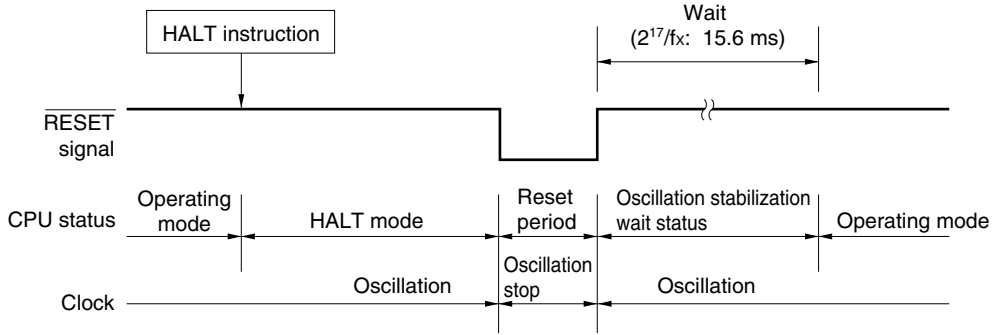 HALT instruction
Wait
(2¹⁷/fx: 15.6 ms)
RESET
signal
CPU status
Operating
mode
HALT mode
Reset
period
Oscillation stabilization
wait status
Operating mode
Clock
Oscillation
Oscillation
stop
Oscillation